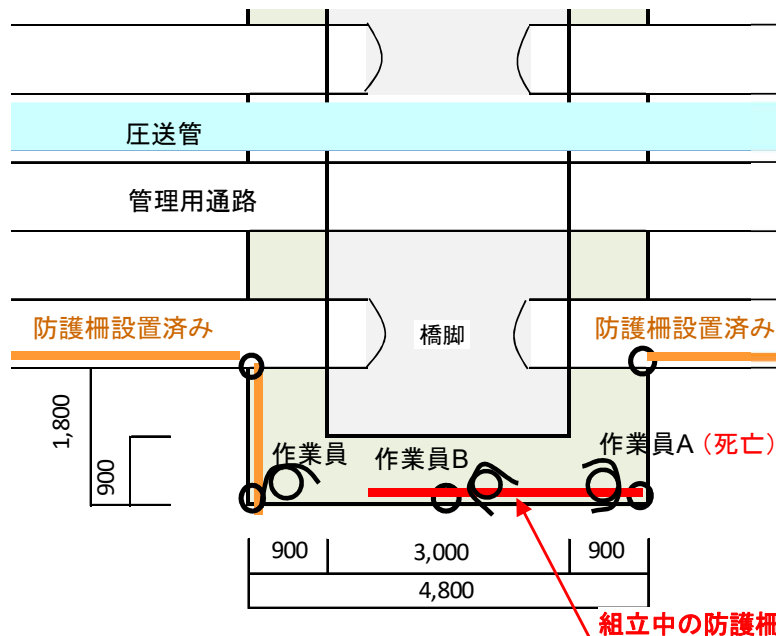 圧送管
管理用通路
防護柵設置済み
橋脚
防護柵設置済み
1,800
900
作業員
作業員B
作業員A（死亡）
900
3,000
900
4,800
組立中の防護柵